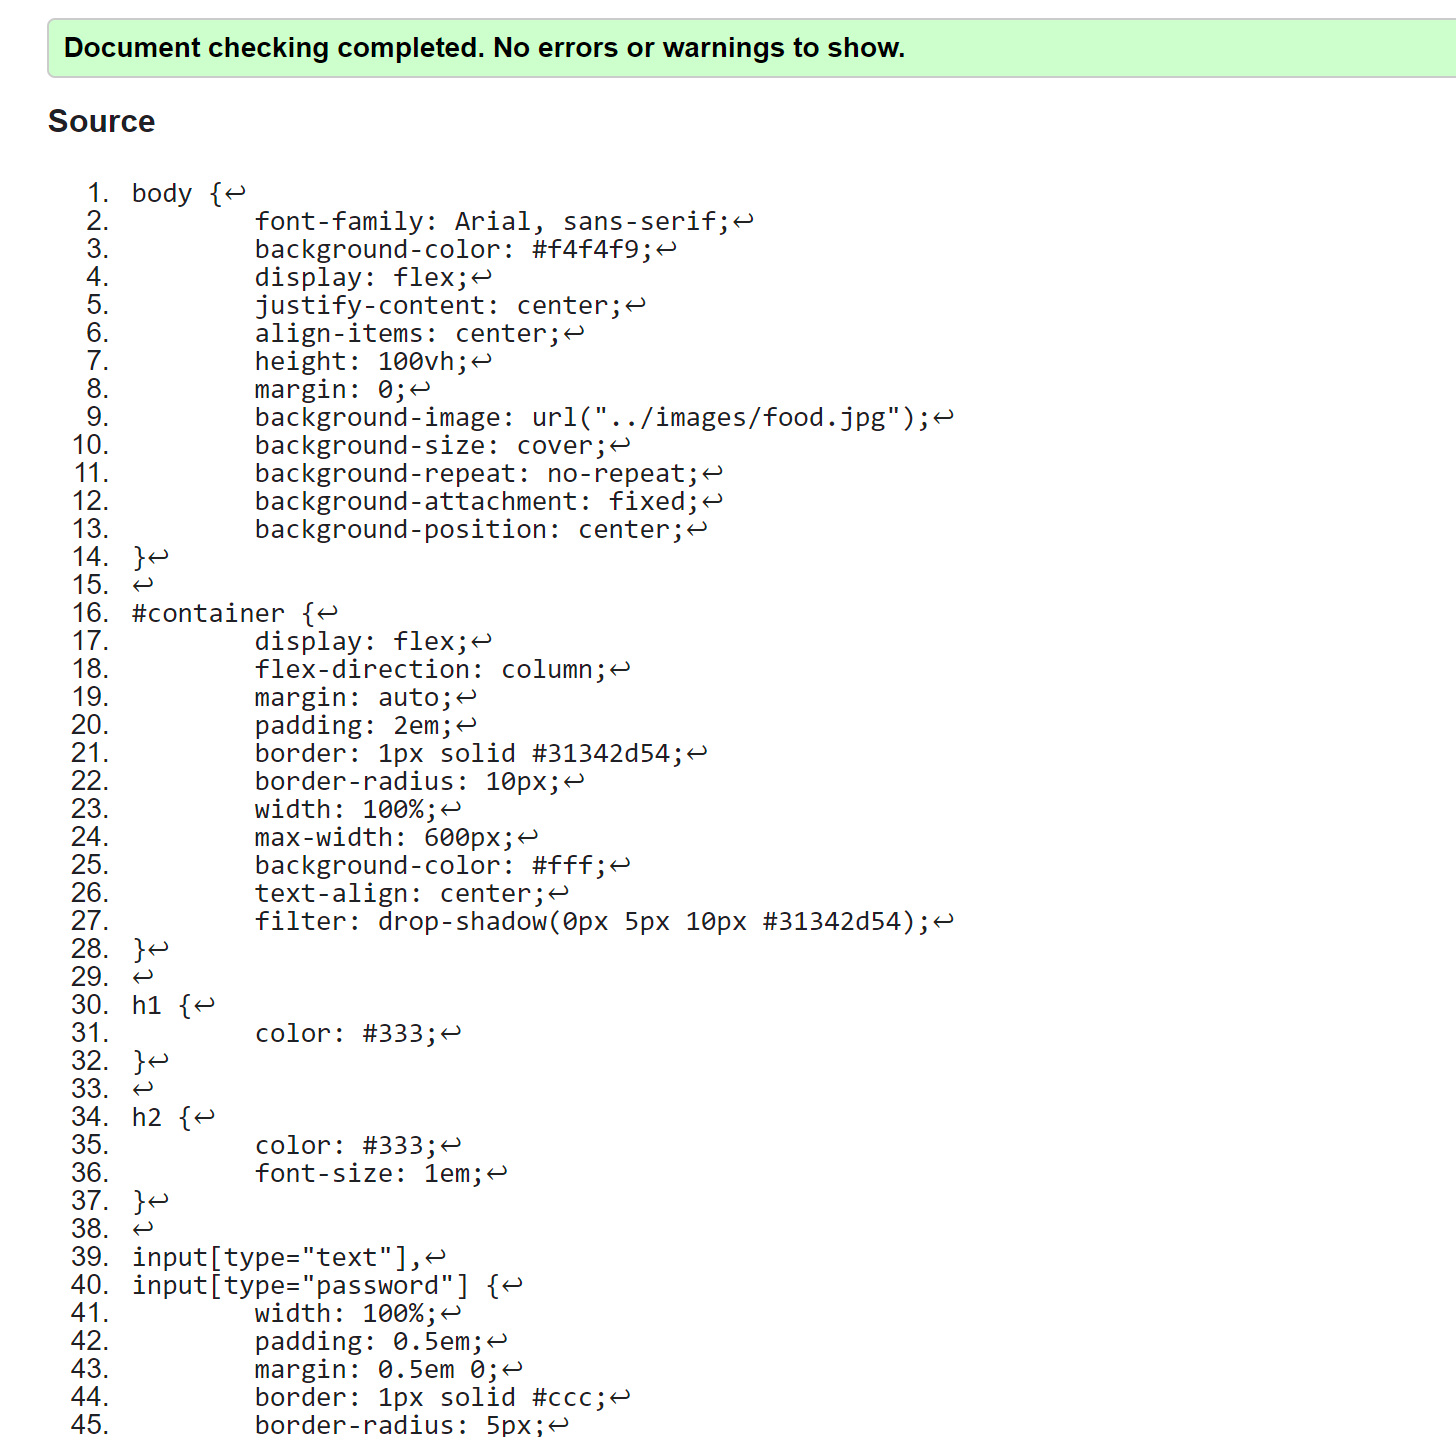 Document checking completed. No errors or warnings to show.
Source
1. body {↩
2. font-family: Arial, sans-serif;↩
3. background-color: #f4f4f9;↩
4. display: flex;↩
5. justify-content: center;↩
6. align-items: center;↩
7. height: 100vh;↩
8. margin: 0;↩
9. background-image: url("../images/food.jpg");↩
10. background-size: cover;↩
11. background-repeat: no-repeat;↩
12. background-attachment: fixed;↩
13. background-position: center;↩
14. }↩
15. ↩
16. #container {↩
17. display: flex;↩
18. flex-direction: column;↩
19. margin: auto;↩
20. padding: 2em;↩
21. border: 1px solid #31342d54;↩
22. border-radius: 10px;↩
23. width: 100%;↩
24. max-width: 600px;↩
25. background-color: #fff;↩
26. text-align: center;↩
27. filter: drop-shadow(0px 5px 10px #31342d54);↩
28. }↩
29. ↩
30. h1 {↩
31. color: #333;↩
32. }↩
33. ↩
34. h2 {↩
35. color: #333;↩
36. font-size: 1em;↩
37. }↩
38. ↩
39. input[type="text"],↩
40. input[type="password"] {↩
41. width: 100%;↩
42. padding: 0.5em;↩
43. margin: 0.5em 0;↩
44. border: 1px solid #ccc;↩
45. border-radius: 5px;↩